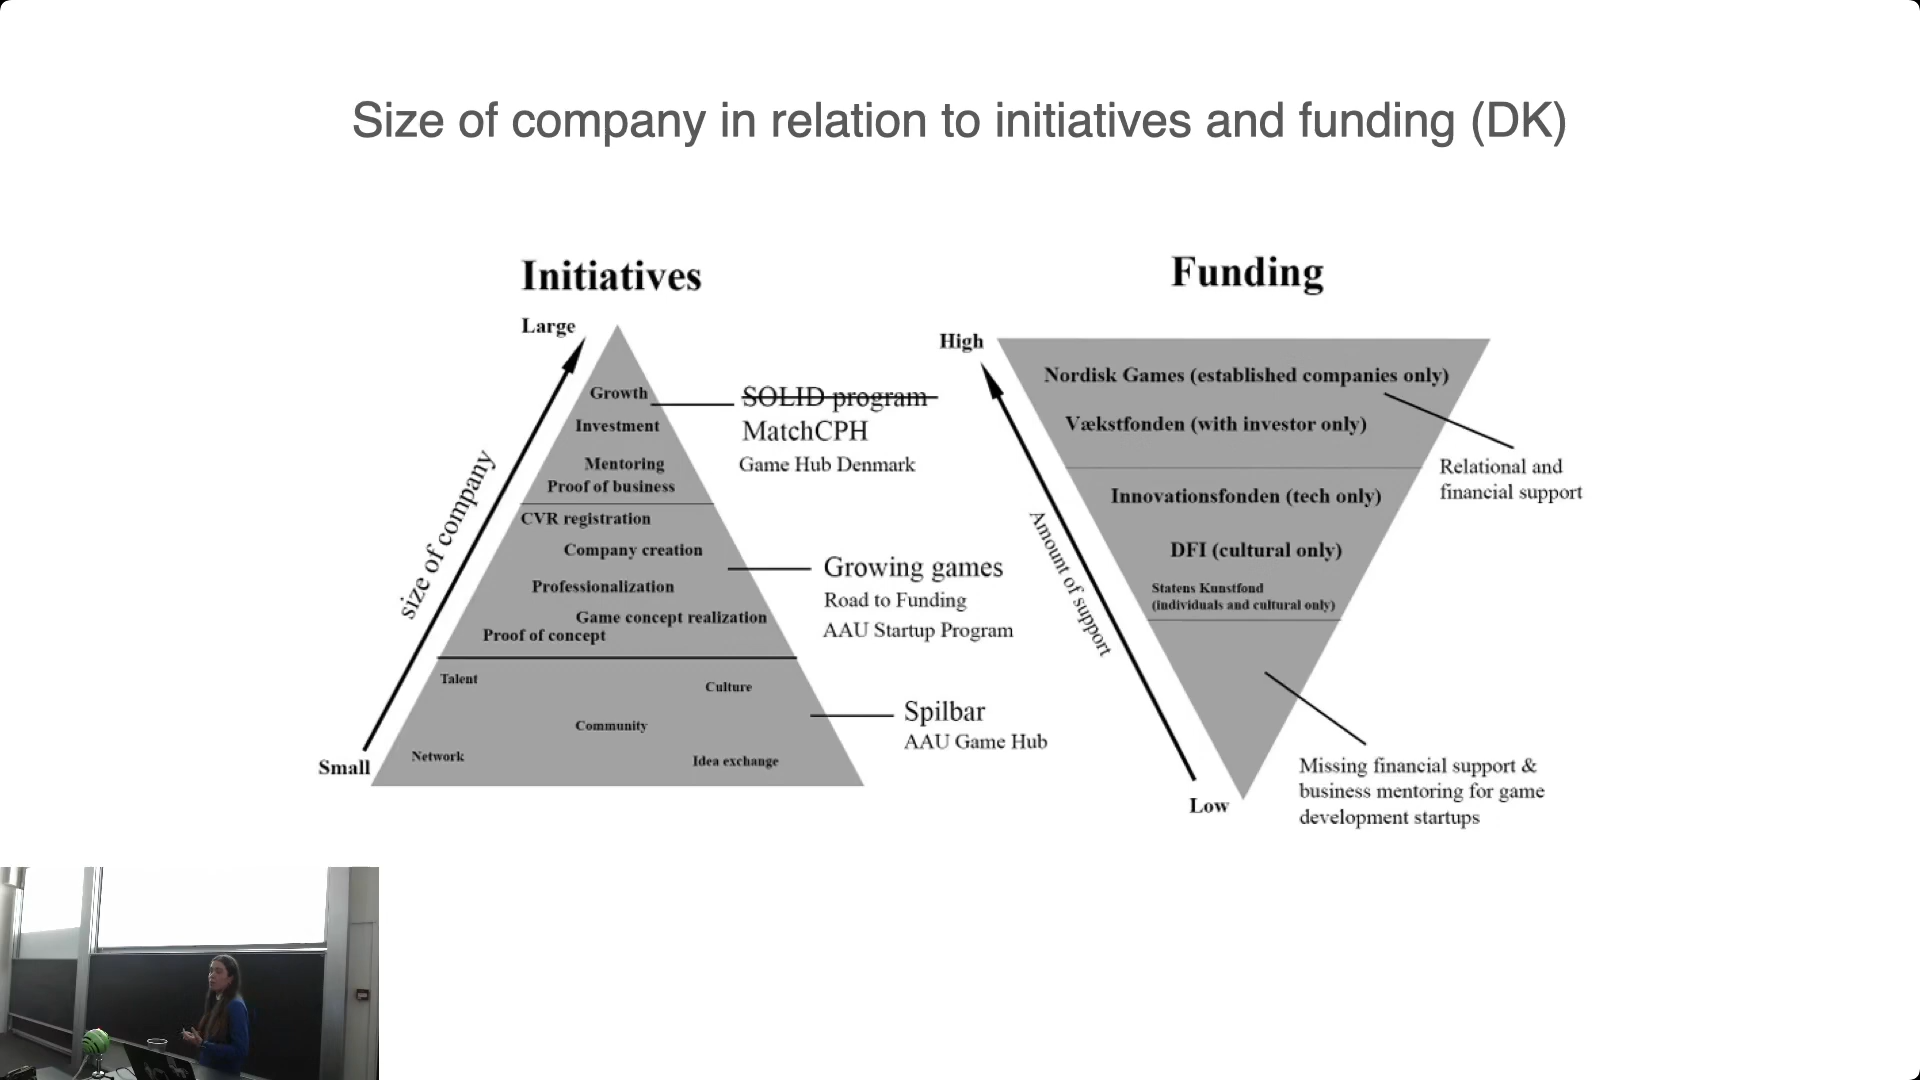 Size of company in relation to initiatives and funding (DK)
Initiatives
Large
size of company
Small
Growth
Investment
Mentoring
Proof of business
CVR registration
Company creation
Professionalization
Game concept realization
Proof of concept
Talent
Culture
Community
Network
Idea exchange
SOLID program
MatchCPH
Game Hub Denmark
Growing games
Road to Funding
AAU Startup Program
Spilbar
AAU Game Hub
Funding
High
Amount of support
Low
Nordisk Games (established companies only)
Vækstfonden (with investor only)
Innovationsfonden (tech only)
DFI (cultural only)
Statens Kunstfond
(individuals and cultural only)
Relational and
financial support
Missing financial support &
business mentoring for game
development startups